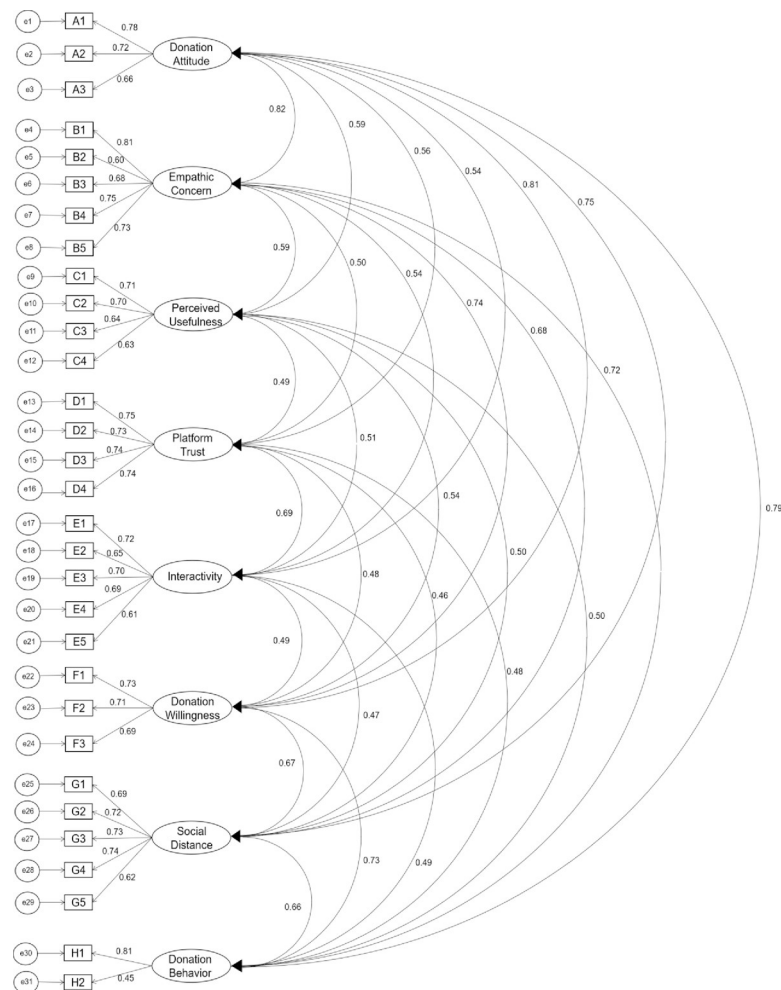 e1 A1
0.78
e2 A2 0.72 Donation
Attitude
0.66
e3 A3
0.82
0.59
0.56
0.54
0.81
0.75
e4 B1
0.81
e5 B2
0.60
e6 B3 0.68 Empathic
Concern
0.75
e7 B4
0.73
e8 B5
0.59
0.50
0.54
0.74
0.68
0.72
e9 C1
0.71
e10 C2
0.70 Perceived
Usefulness
e11 C3 0.64
0.63
e12 C4
0.49
0.51
0.54
0.50
0.50
0.79
e13 D1
0.75
e14 D2 0.73 Platform
Trust
e15 D3 0.74
0.74
e16 D4
0.69
0.48
0.46
0.48
e17 E1
0.72
e18 E2 0.65
e19 E3 0.70 Interactivity
0.69
e20 E4
0.61
e21 E5
0.49
0.47
0.49
e22 F1
0.73
e23 F2 0.71 Donation
Willingness
0.69
e24 F3
0.67
0.73
e25 G1
0.69
e26 G2 0.72
e27 G3 0.73 Social
Distance
0.74
e28 G4
0.62
e29 G5
0.66
e30 H1 0.81 Donation
Behavior
e31 H2 0.45